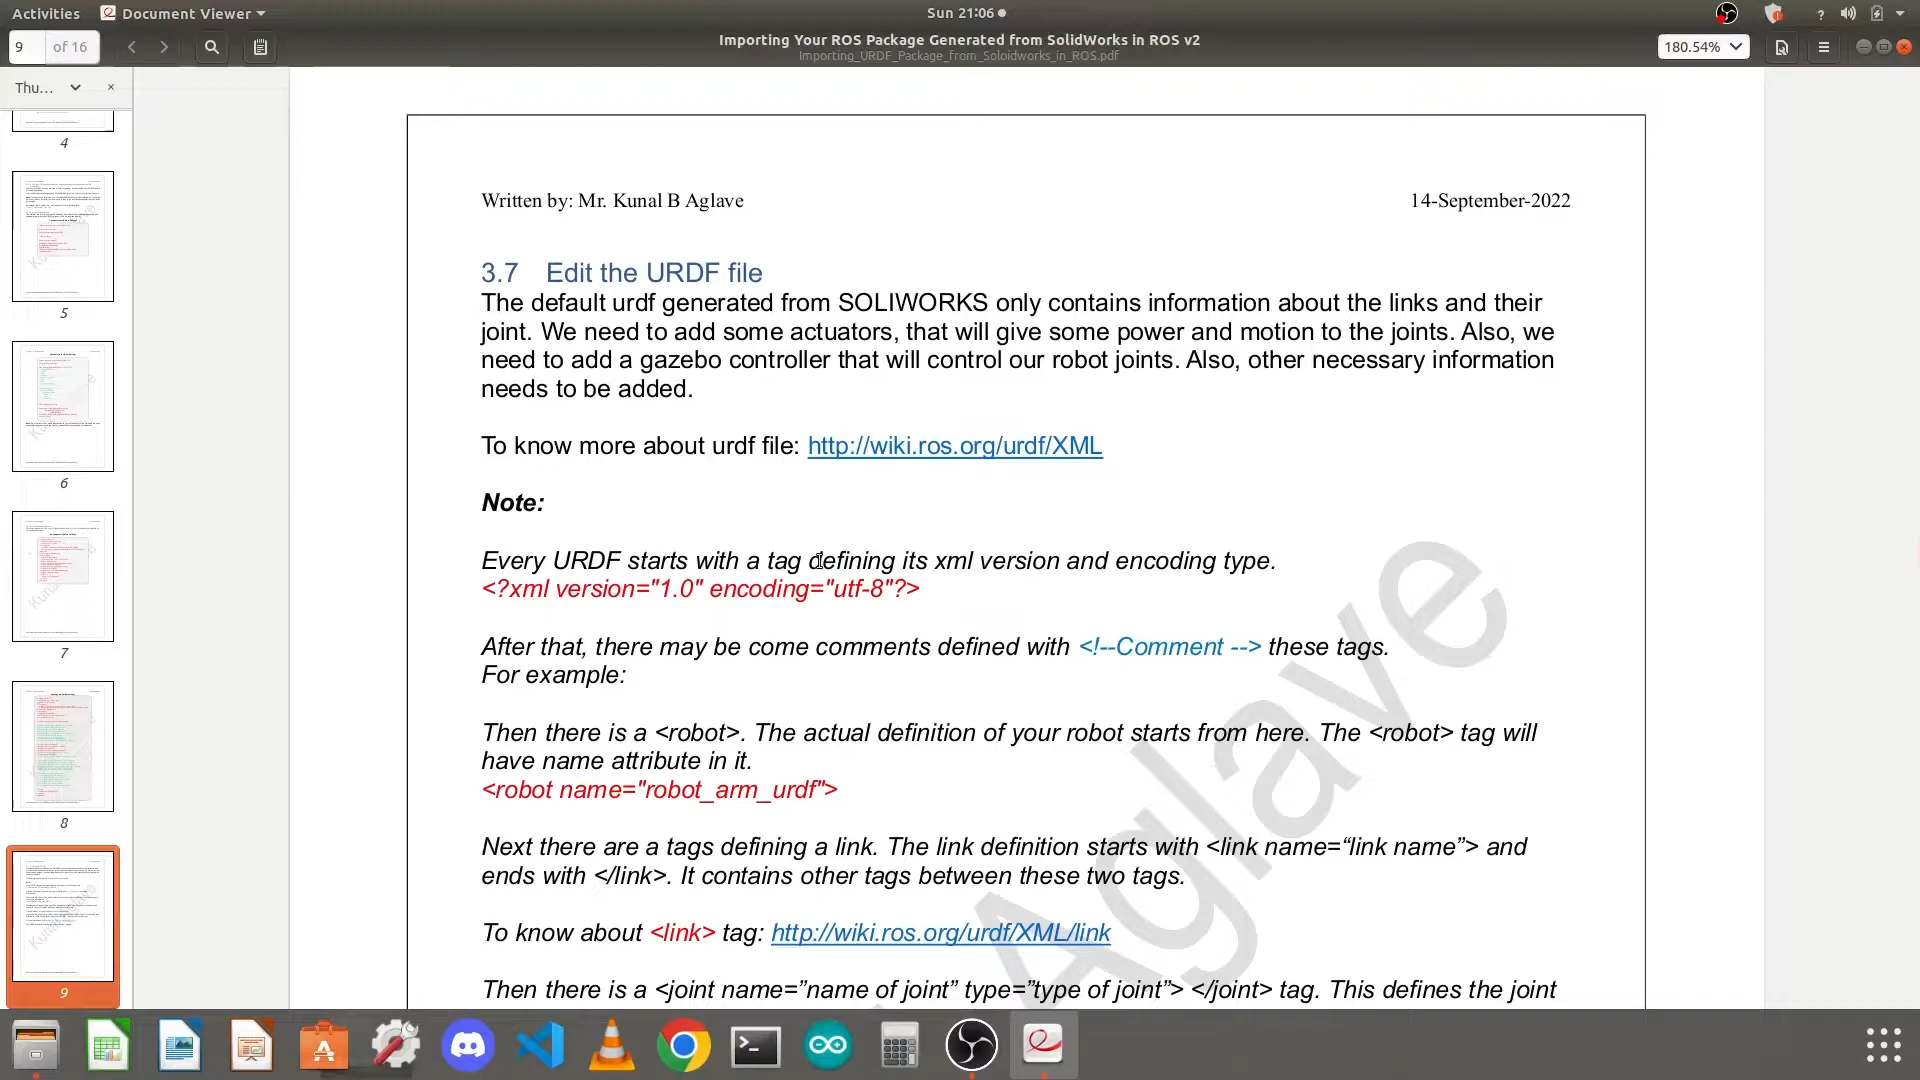 Activities Document Viewer Sun 21:06 ?
9 of 16 Importing Your ROS Package Generated from SolidWorks in ROS v2 180.54%
Importing_URDF_Package_from_Soloidworks_in_ROS.pdf
Thu... ×
4
5
6
7
8
9
Written by: Mr. Kunal B Aglave 14-September-2022
3.7 Edit the URDF file
The default urdf generated from SOLIWORKS only contains information about the links and their
joint. We need to add some actuators, that will give some power and motion to the joints. Also, we
need to add a gazebo controller that will control our robot joints. Also, other necessary information
needs to be added.
To know more about urdf file: http://wiki.ros.org/urdf/XML
Note:
Every URDF starts with a tag defining its xml version and encoding type.
<?xml version="1.0" encoding="utf-8"?>
After that, there may be come comments defined with <!--Comment --> these tags.
For example:
Then there is a <robot>. The actual definition of your robot starts from here. The <robot> tag will
have name attribute in it.
<robot name="robot_arm_urdf">
Next there are a tags defining a link. The link definition starts with <link name=“link name”> and
ends with </link>. It contains other tags between these two tags.
To know about <link> tag: http://wiki.ros.org/urdf/XML/link
Then there is a <joint name=”name of joint” type=”type of joint”> </joint> tag. This defines the joint
Aglave